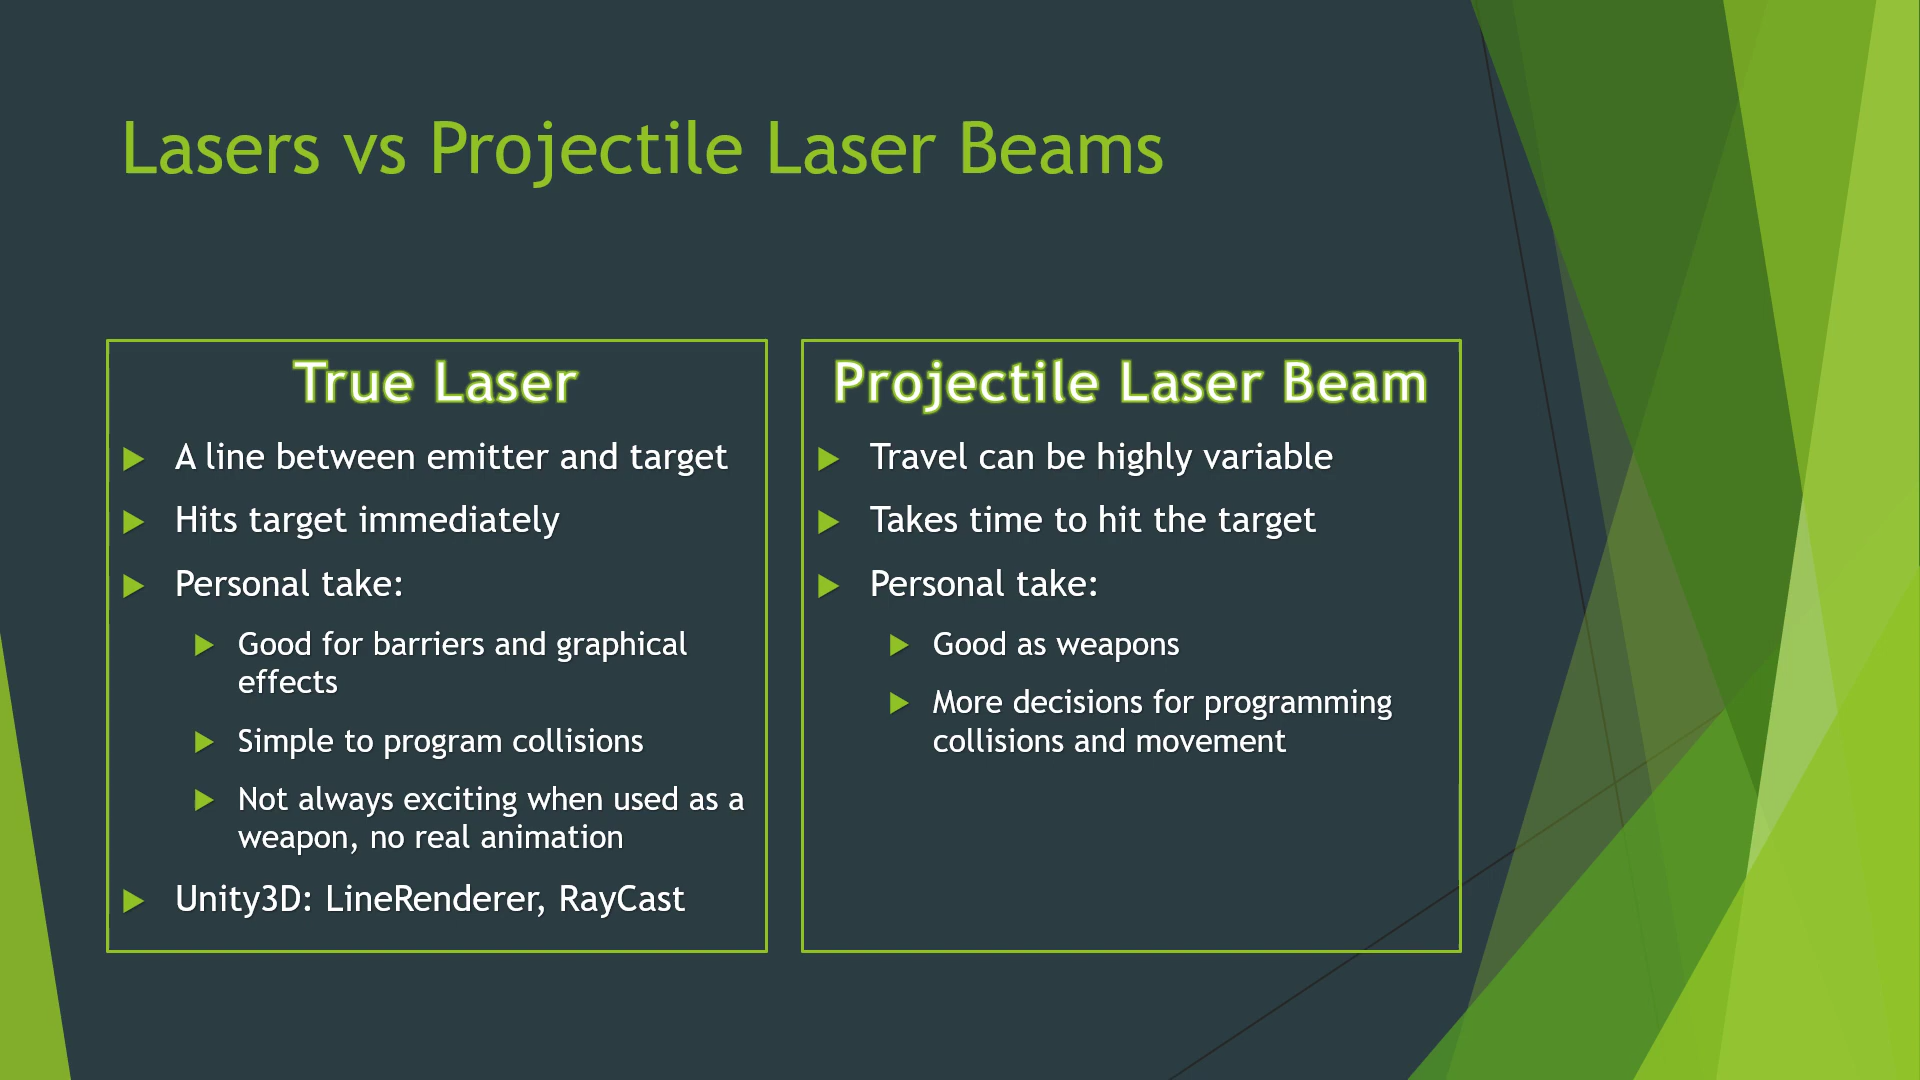 Lasers vs Projectile Laser Beams
True Laser
A line between emitter and target
Hits target immediately
Personal take:
Good for barriers and graphical
effects
Simple to program collisions
Not always exciting when used as a
weapon, no real animation
Unity3D: LineRenderer, RayCast
Projectile Laser Beam
Travel can be highly variable
Takes time to hit the target
Personal take:
Good as weapons
More decisions for programming
collisions and movement